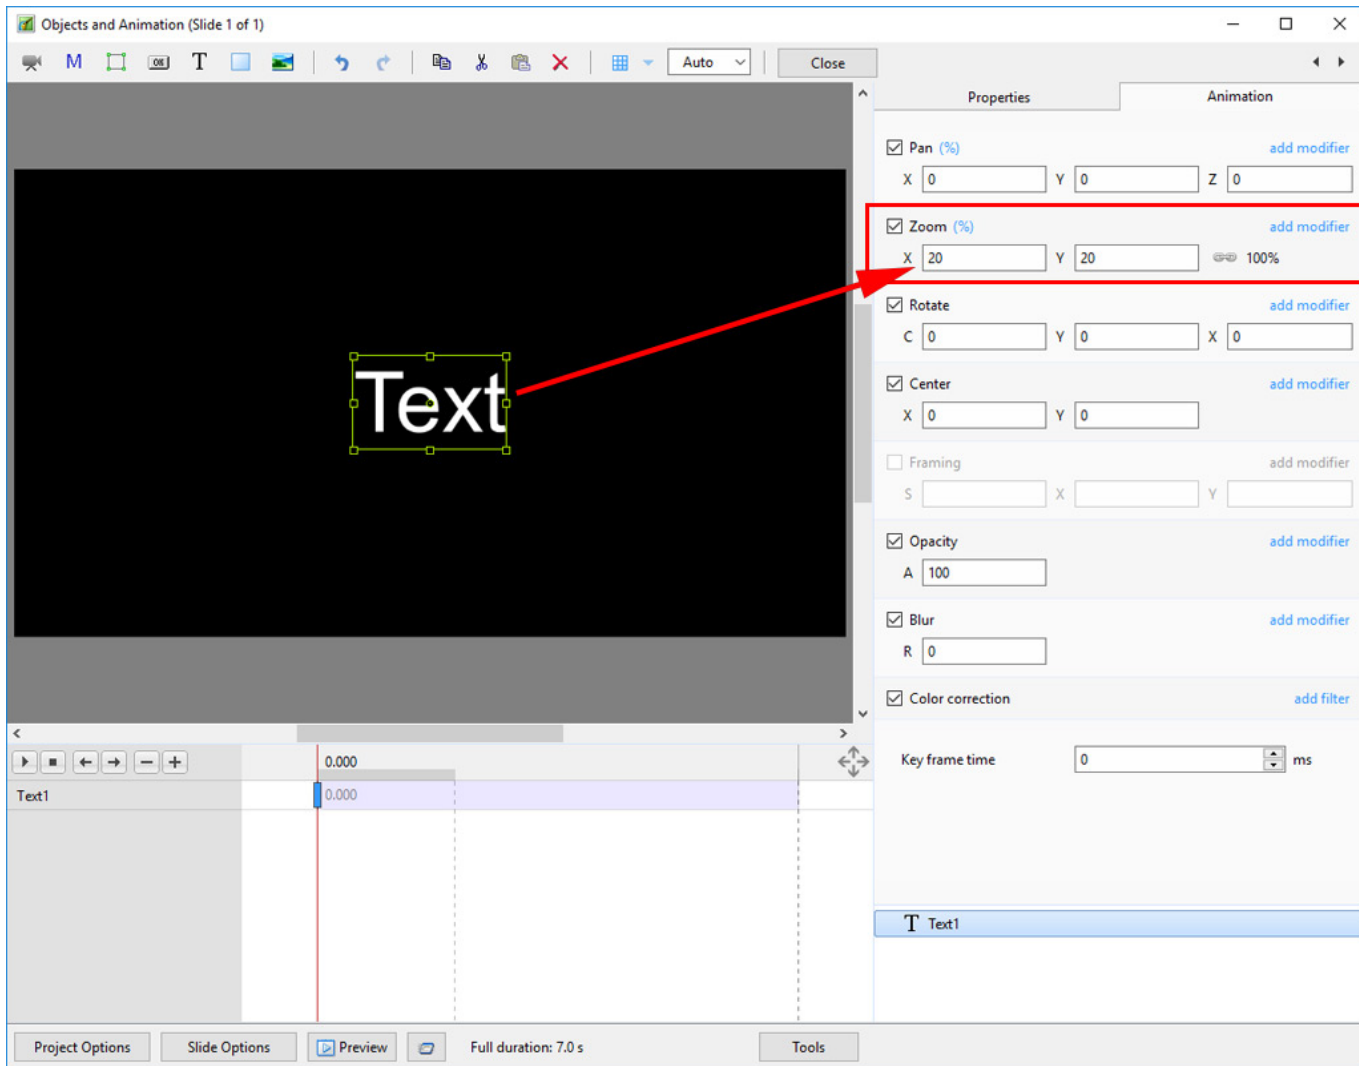 Objects and Animation (Slide 1 of 1)
M OK T Auto Close
Properties Animation
Pan (%) add modifier
X 0 Y 0 Z 0
Zoom (%) add modifier
X 20 Y 20 100%
Rotate add modifier
C 0 Y 0 X 0
Center add modifier
X 0 Y 0
Framing add modifier
S X Y
Opacity add modifier
A 100
Blur add modifier
R 0
Color correction add filter
Key frame time 0 ms
Text
0.000
Text1 0.000
T Text1
Project Options Slide Options Preview Full duration: 7.0 s Tools